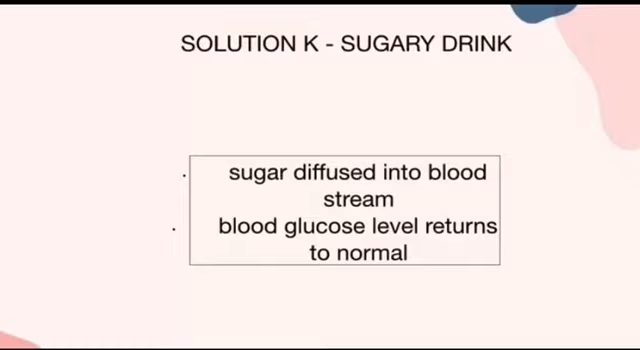 SOLUTION K - SUGARY DRINK
· sugar diffused into blood
stream
· blood glucose level returns
to normal